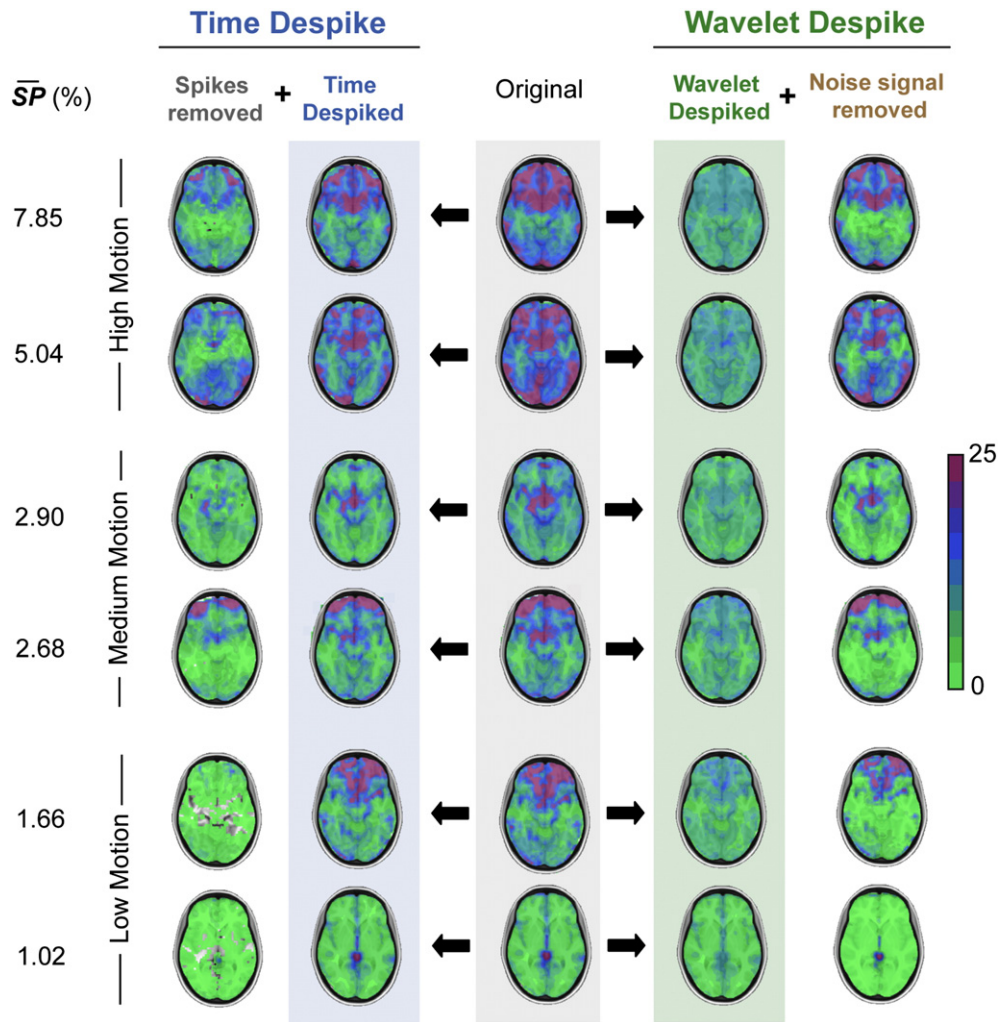 Time Despike
Wavelet Despike
SP (%)
Spikes
removed
+
Time
Despiked
Original
Wavelet
Despiked
+
Noise signal
removed
High Motion
7.85
5.04
Medium Motion
2.90
2.68
Low Motion
1.66
1.02
25
0